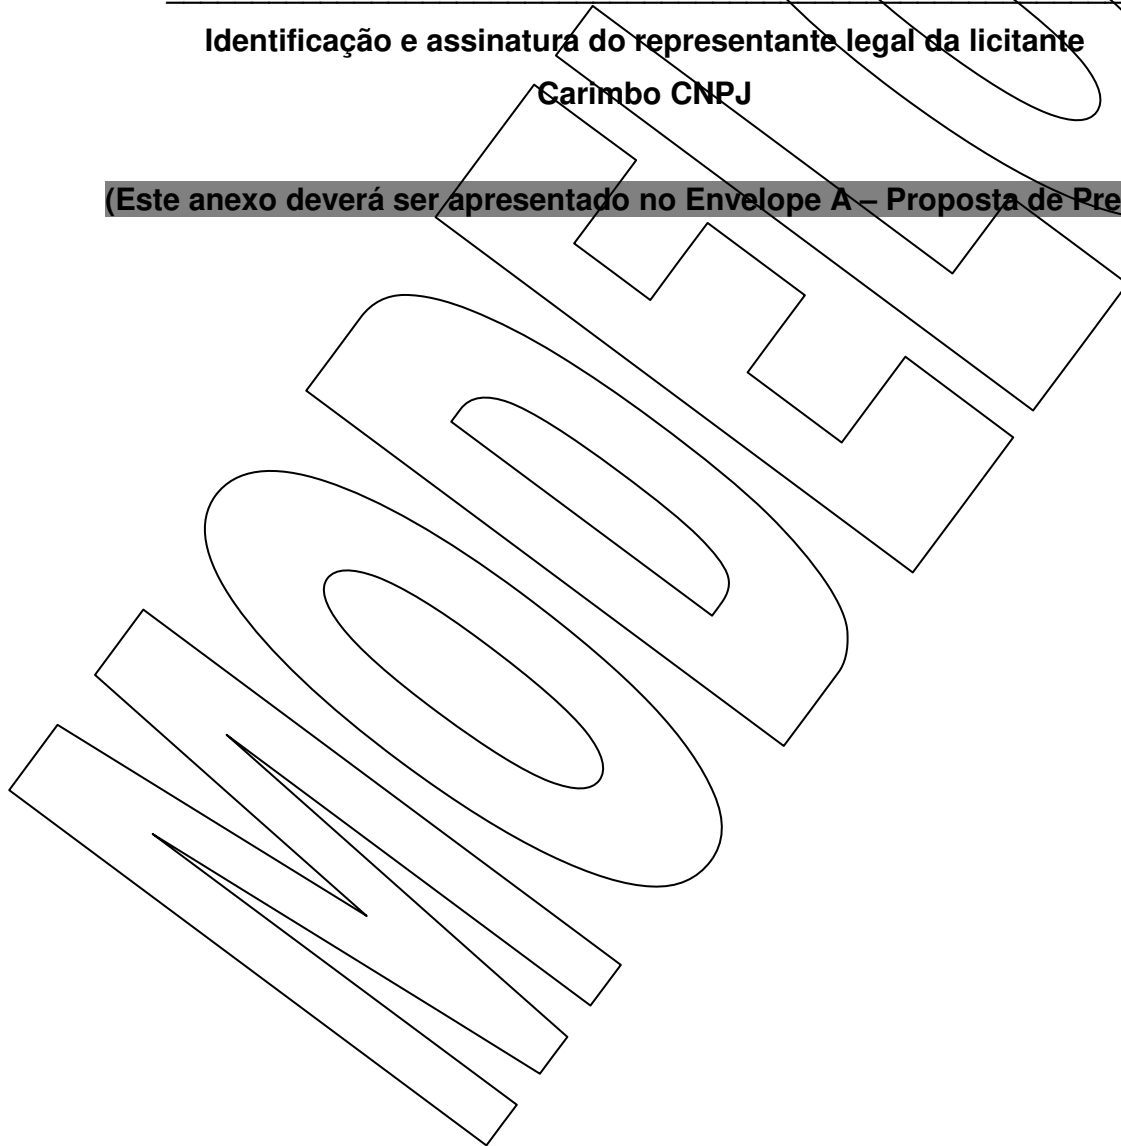 Identificação e assinatura do representante legal da licitante
Carimbo CNPJ
(Este anexo deverá ser apresentado no Envelope A – Proposta de Pre
MODELO